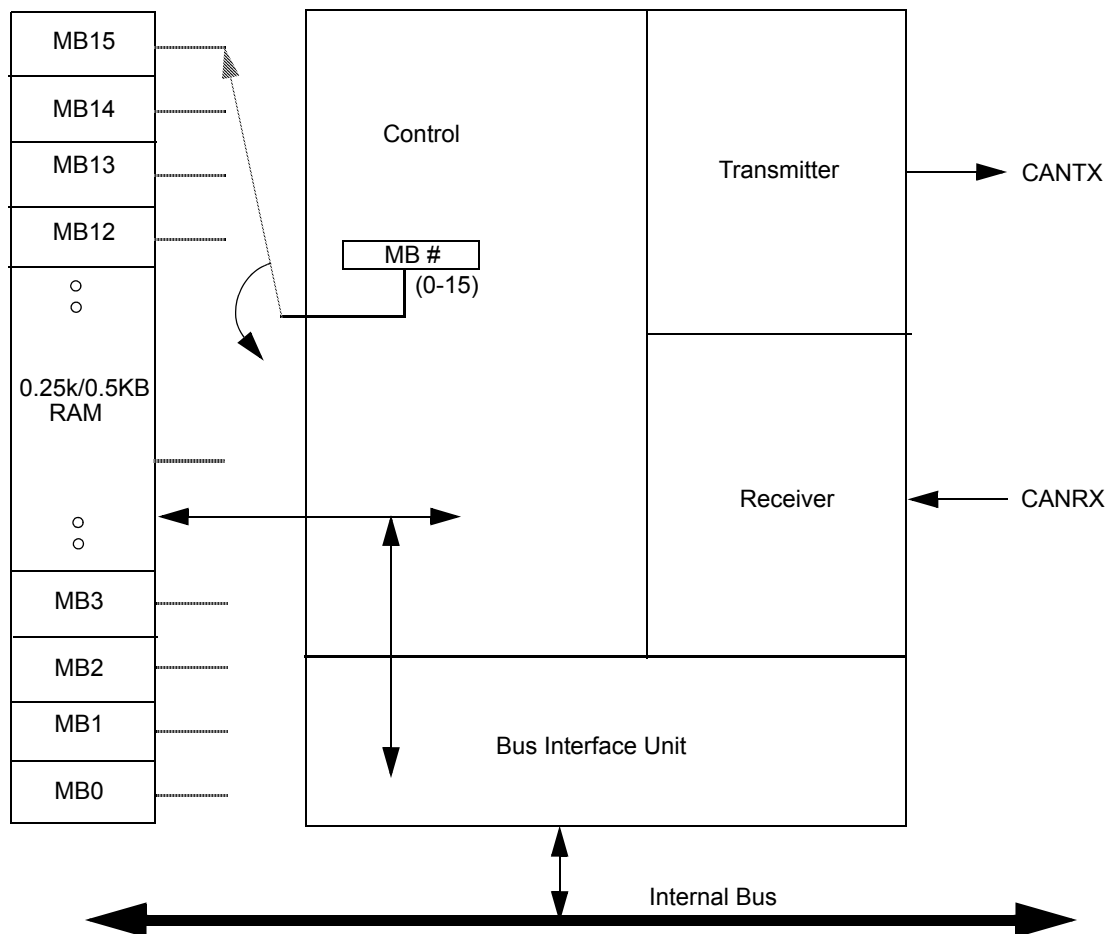 MB15
MB14
MB13
MB12
0.25k/0.5KB
RAM
MB3
MB2
MB1
MB0
Control
MB #
(0-15)
Transmitter
CANTX
Receiver
CANRX
Bus Interface Unit
Internal Bus